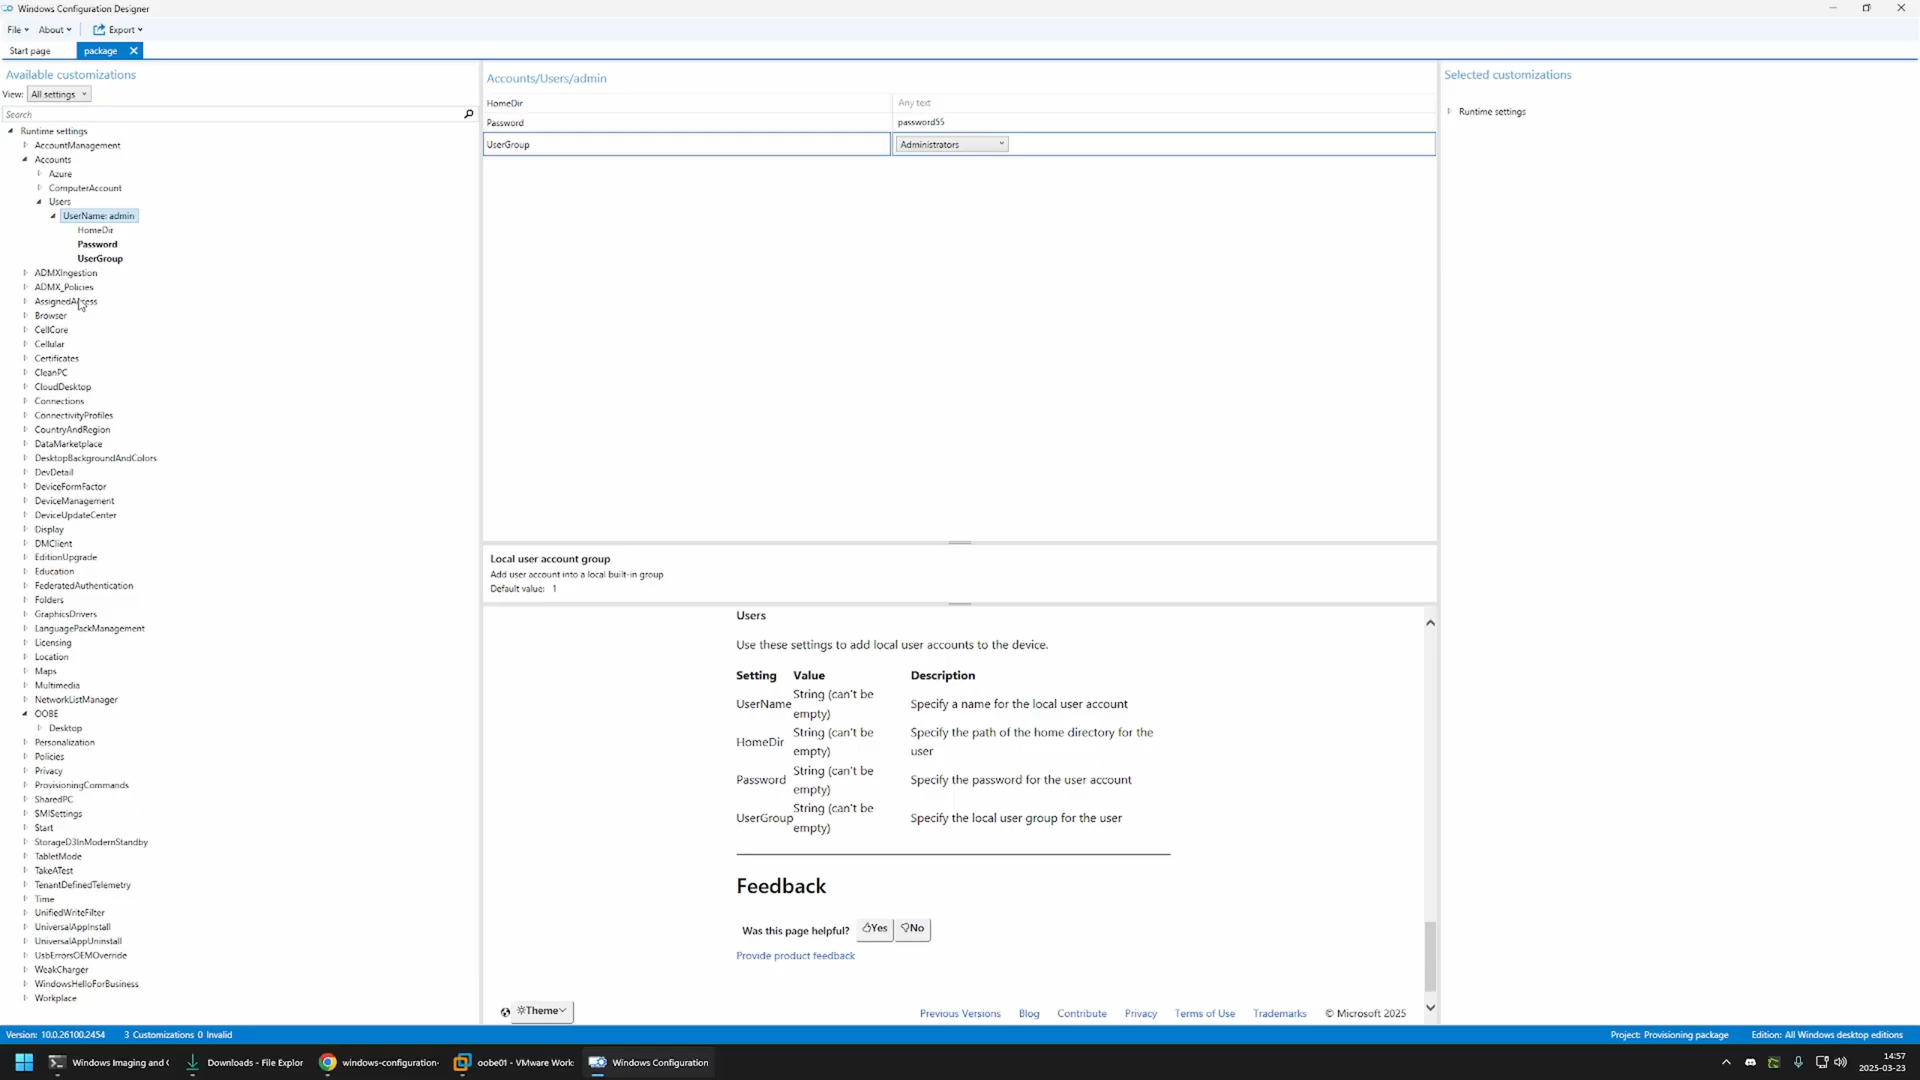 Windows Configuration Designer
File
About
Export
Start page
package
Available customizations
View: All settings
Search
Runtime settings
AccountManagement
Accounts
Azure
ComputerAccount
Users
UserName: admin
HomeDir
Password
UserGroup
ADMXIngestion
ADMX_Policies
AssignedAccess
Browser
CellCore
Cellular
Certificates
CleanPC
CloudDesktop
Connections
ConnectivityProfiles
CountryAndRegion
DataMarketplace
DesktopBackgroundAndColors
DevDetail
DeviceFormFactor
DeviceManagement
DeviceUpdateCenter
Display
DMClient
EditionUpgrade
Education
FederatedAuthentication
Folders
GraphicsDrivers
LanguagePackManagement
Licensing
Location
Maps
Multimedia
NetworkListManager
OOBE
Desktop
Personalization
Policies
Privacy
ProvisioningCommands
SharedPC
SMISettings
Start
StorageD3InModernStandby
TabletMode
TakeATest
TenantDefinedTelemetry
Time
UnifiedWriteFilter
UniversalAppInstall
UniversalAppUninstall
UsbErrorsOEMOverride
WeakCharger
WindowsHelloForBusiness
Workplace
Accounts/Users/admin
HomeDir Any text
Password password55
UserGroup Administrators
Local user account group
Add user account into a local built-in group
Default value: 1
Users
Use these settings to add local user accounts to the device.
Setting Value Description
UserName String (can't be empty) Specify a name for the local user account
HomeDir String (can't be empty) Specify the path of the home directory for the user
Password String (can't be empty) Specify the password for the user account
UserGroup String (can't be empty) Specify the local user group for the user
Feedback
Was this page helpful? Yes No
Provide product feedback
Theme
Previous Versions Blog Contribute Privacy Terms of Use Trademarks © Microsoft 2025
Selected customizations
Runtime settings
Version: 10.0.26100.2454 3 Customizations 0 Invalid
Project: Provisioning package Edition: All Windows desktop editions
Windows Imaging and C
Downloads - File Explor
windows-configuration-
oobe01 - VMware Work
Windows Configuration
14:57
2025-03-23